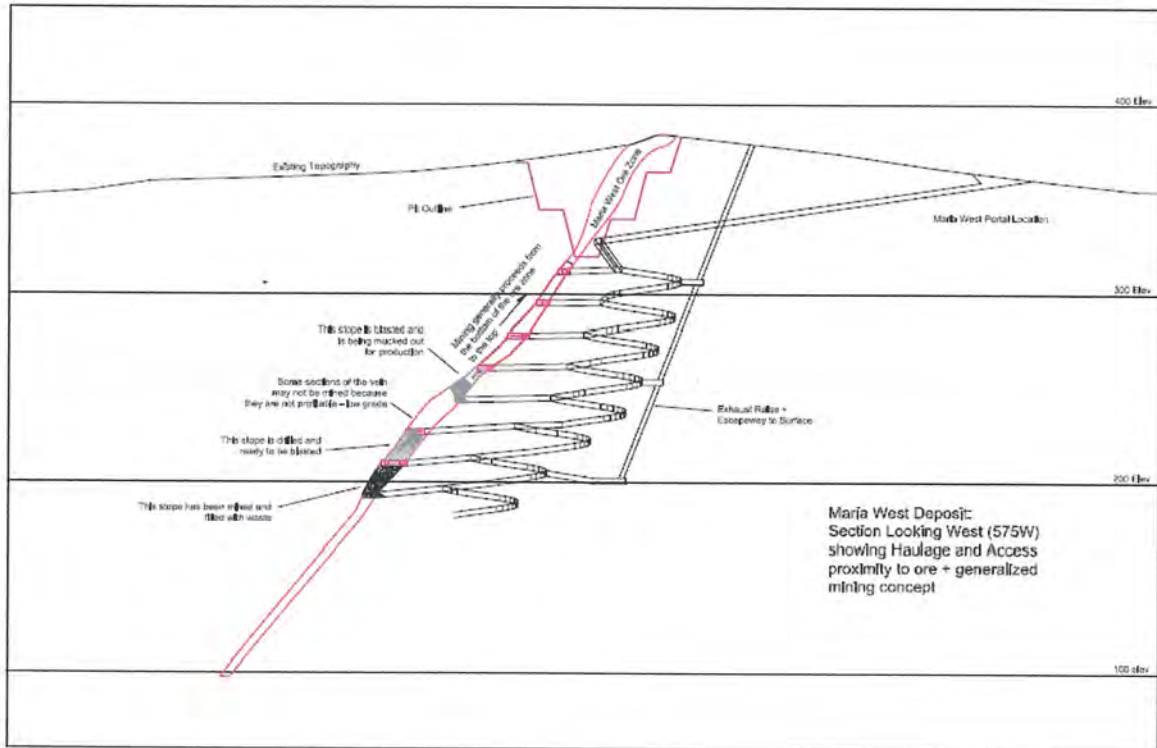 400 Elev
Existing Topography
Maria West Ore Zone
Pit Outline
Maria West Portal Location
Mining generally proceeds from
the bottom of the ore zone
to the top
300 Elev
This stope is blasted and
is being mucked out
for production
Some sections of the vein
may not be mined because
they are not profitable – low grade
Exhaust Raise +
Escapeway to Surface
This stope is drilled and
ready to be blasted
200 Elev
This stope has been mined and
filled with waste
Maria West Deposit:
Section Looking West (575W)
showing Haulage and Access
proximity to ore + generalized
mining concept
100 elev